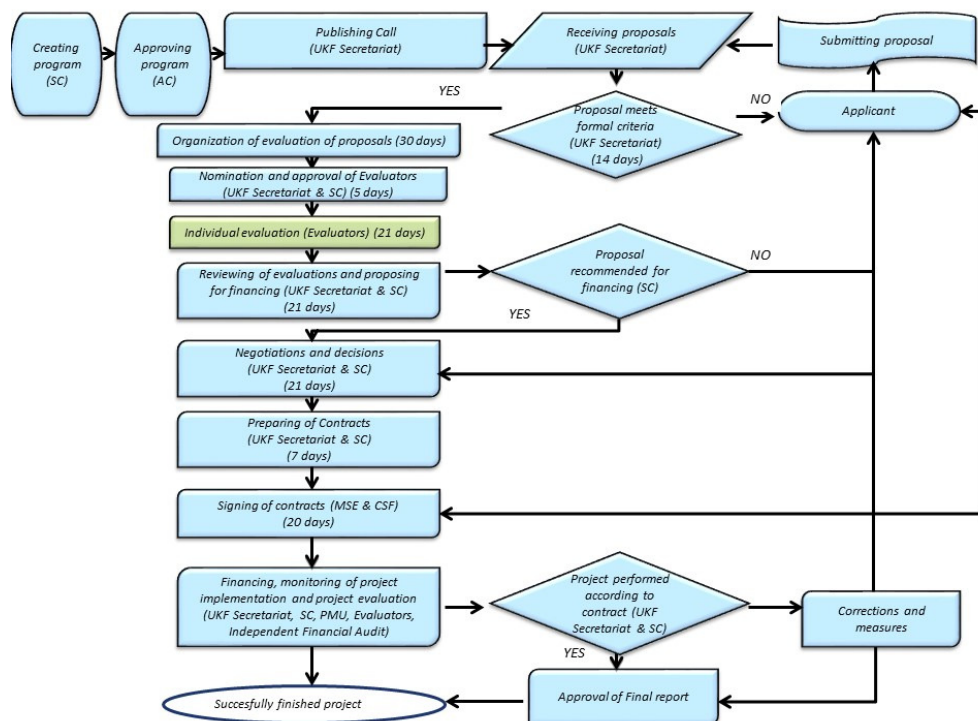 Creating
program
(SC)
Approving
program
(AC)
Publishing Call
(UKF Secretariat)
Receiving proposals
(UKF Secretariat)
Submitting proposal
YES
Proposal meets
formal criteria
(UKF Secretariat)
(14 days)
NO
Applicant
Organization of evaluation of proposals (30 days)
Nomination and approval of Evaluators
(UKF Secretariat & SC) (5 days)
Individual evaluation (Evaluators) (21 days)
Reviewing of evaluations and proposing
for financing (UKF Secretariat & SC)
(21 days)
Proposal
recommended for
financing (SC)
NO
YES
Negotiations and decisions
(UKF Secretariat & SC)
(21 days)
Preparing of Contracts
(UKF Secretariat & SC)
(7 days)
Signing of contracts (MSE & CSF)
(20 days)
Financing, monitoring of project
implementation and project evaluation
(UKF Secretariat, SC, PMU, Evaluators,
Independent Financial Audit)
Project performed
according to
contract (UKF
Secretariat & SC)
Corrections and
measures
YES
Succesfully finished project
Approval of Final report